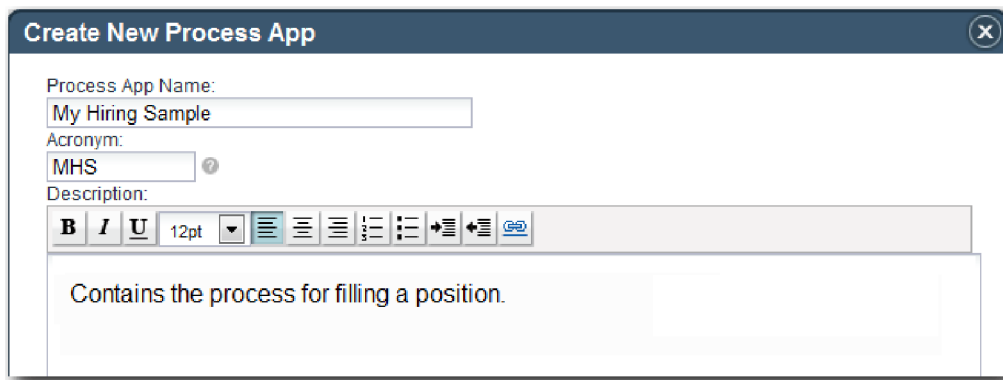 Create New Process App
Process App Name:
My Hiring Sample
Acronym:
MHS
Description:
B I U 12pt
Contains the process for filling a position.